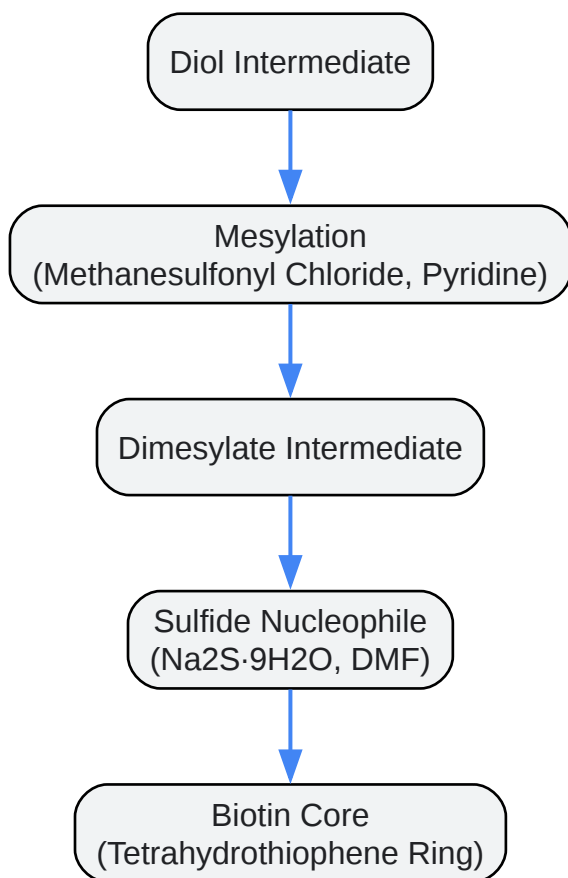 Diol Intermediate
Mesylation
(Methanesulfonyl Chloride, Pyridine)
Dimesylate Intermediate
Sulfide Nucleophile
(Na2S·9H2O, DMF)
Biotin Core
(Tetrahydrothiophene Ring)